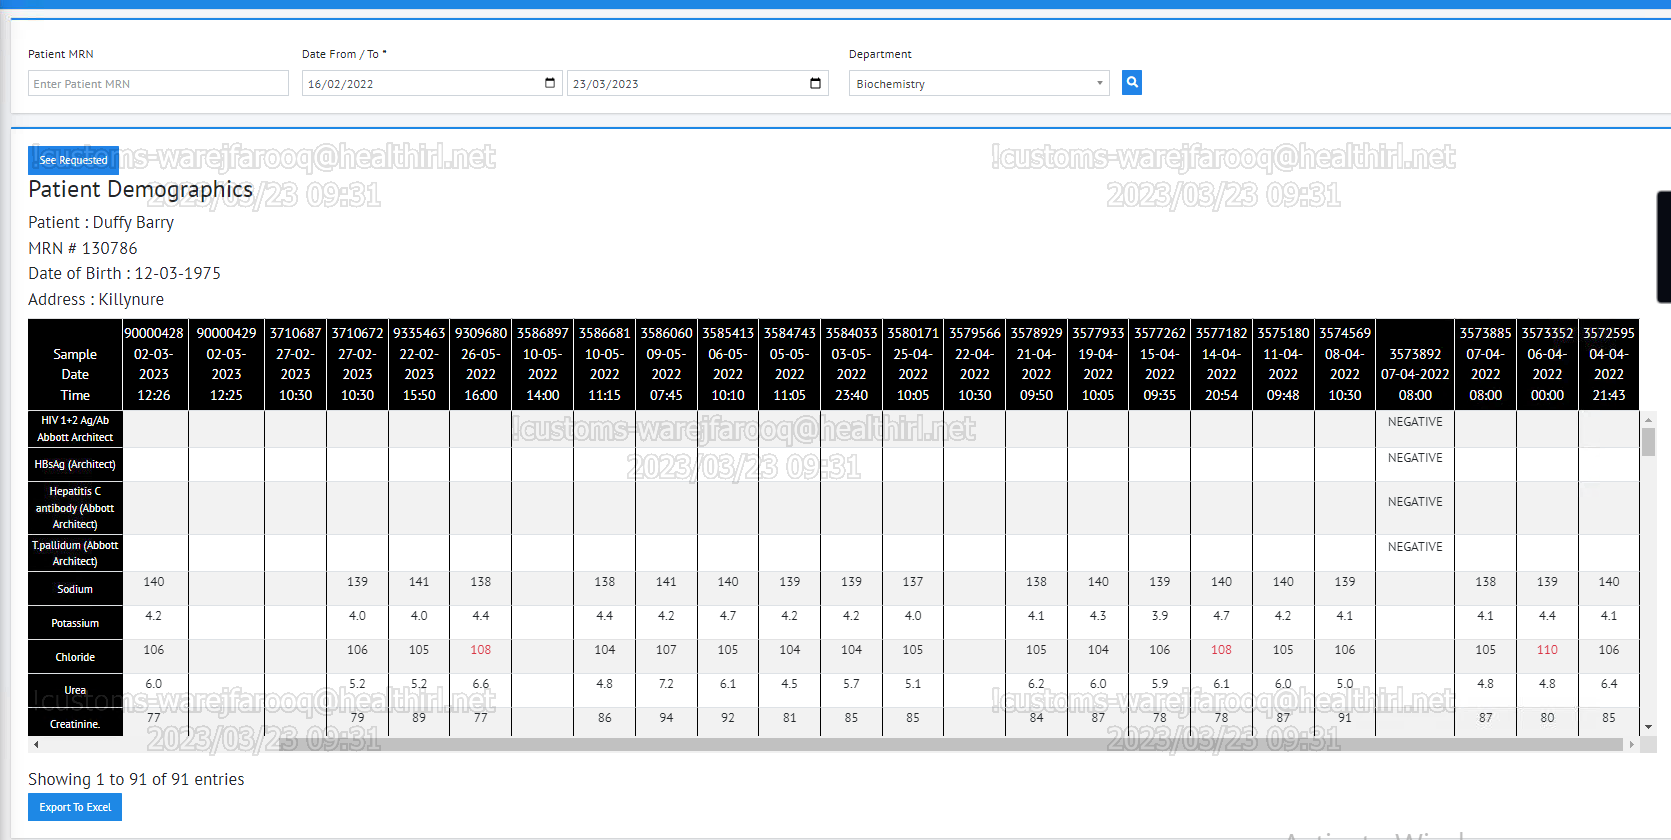 Patient MRN
Date From / To *
Department
Enter Patient MRN
16/02/2022
23/03/2023
Biochemistry
See Requested
!customs-warejfarooq@healthirl.net
2023/03/23 09:31
!customs-warejfarooq@healthirl.net
2023/03/23 09:31
Patient Demographics
Patient : Duffy Barry
MRN # 130786
Date of Birth : 12-03-1975
Address : Killynure
Sample Date Time
90000428 02-03-2023 12:26
90000429 02-03-2023 12:25
3710687 27-02-2023 10:30
3710672 27-02-2023 10:30
9335463 22-02-2023 15:50
9309680 26-05-2022 16:00
3586897 10-05-2022 14:00
3586681 10-05-2022 11:15
3586060 09-05-2022 07:45
3585413 06-05-2022 10:10
3584743 05-05-2022 11:05
3584033 03-05-2022 23:40
3580171 25-04-2022 10:05
3579566 22-04-2022 10:30
3578929 21-04-2022 09:50
3577933 19-04-2022 10:05
3577262 15-04-2022 09:35
3577182 14-04-2022 20:54
3575180 11-04-2022 09:48
3574569 08-04-2022 10:30
3573892 07-04-2022 08:00
3573885 07-04-2022 08:00
3573352 06-04-2022 00:00
3572595 04-04-2022 21:43
HIV 1+2 Ag/Ab Abbott Architect NEGATIVE
!customs-warejfarooq@healthirl.net
2023/03/23 09:31
HBsAg (Architect) NEGATIVE
Hepatitis C antibody (Abbott Architect) NEGATIVE
T.pallidum (Abbott Architect) NEGATIVE
Sodium 140 139 141 138 138 141 140 139 139 137 138 140 139 140 140 139 138 139 140
Potassium 4.2 4.0 4.0 4.4 4.4 4.2 4.7 4.2 4.2 4.0 4.1 4.3 3.9 4.7 4.2 4.1 4.1 4.4 4.1
Chloride 106 106 105 108 104 107 105 104 104 105 105 104 106 108 105 106 105 110 106
Urea 6.0 5.2 5.2 6.6 4.8 7.2 6.1 4.5 5.7 5.1 6.2 6.0 5.9 6.1 6.0 5.0 4.8 4.8 6.4
!customs-warejfarooq@healthirl.net
2023/03/23 09:31
!customs-warejfarooq@healthirl.net
2023/03/23 09:31
Creatinine. 77 79 89 77 86 94 92 81 85 85 84 87 78 78 87 91 87 80 85
Showing 1 to 91 of 91 entries
Export To Excel